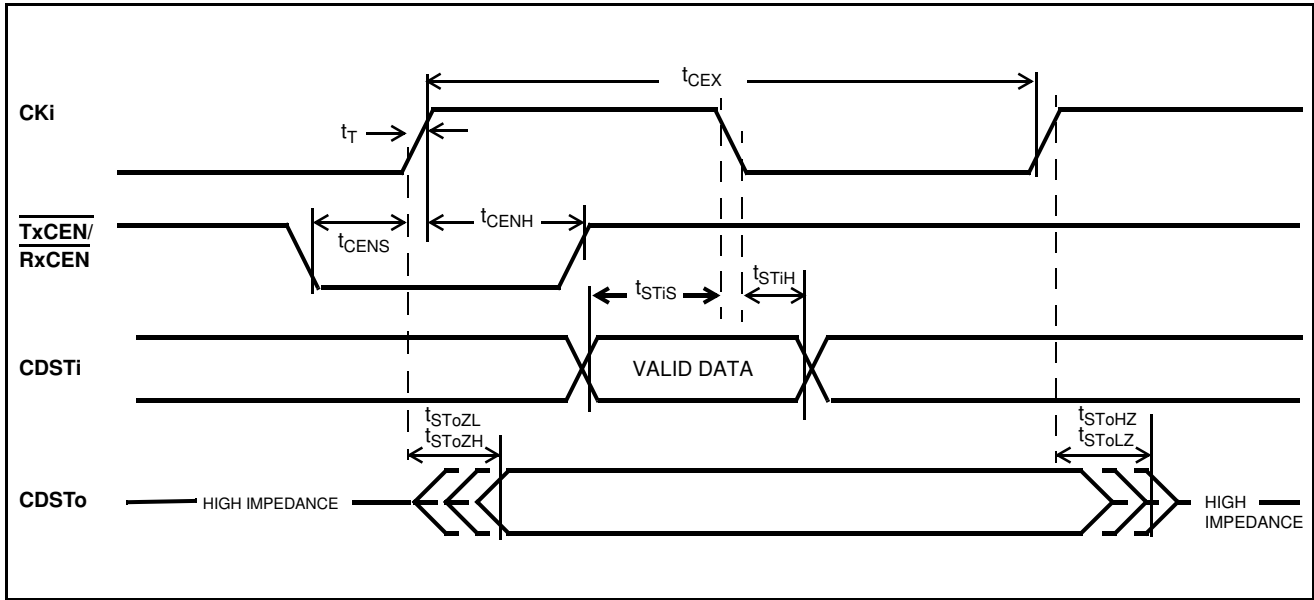 tCEX
CKi
tT
TxCEN/
RxCEN
tCENS
tCENH
tSTiS
tSTiH
CDSTi
VALID DATA
tSToZL
tSToZH
tSToHZ
tSToLZ
CDSTo
HIGH IMPEDANCE
HIGH
IMPEDANCE